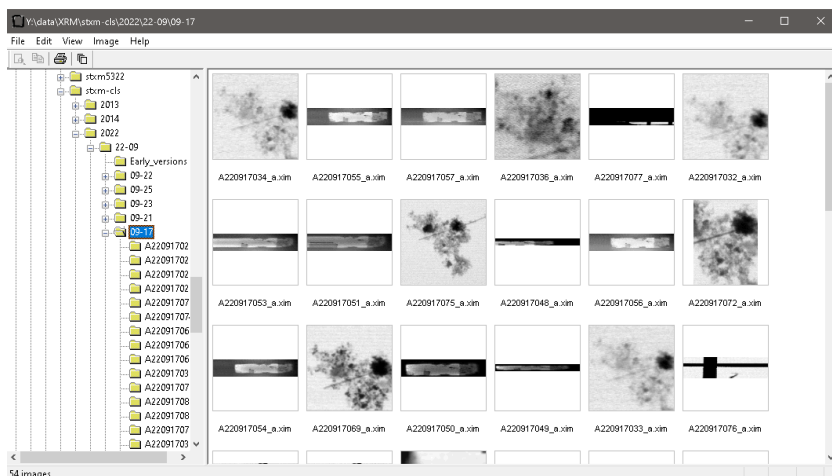 Y:\data\XRM\stxm-cls\2022\22-09\09-17
File Edit View Image Help
stxm5322
stxm-cls
2013
2014
2022
22-09
Early_versions
09-22
09-25
09-23
09-21
09-17
A22091702
A22091702
A22091702
A22091702
A22091707
A22091707
A22091706
A22091706
A22091706
A22091703
A22091707
A22091708
A22091708
A22091707
A22091703
A220917034_a.xim A220917055_a.xim A220917057_a.xim A220917036_a.xim A220917077_a.xim A220917032_a.xim
A220917053_a.xim A220917051_a.xim A220917075_a.xim A220917048_a.xim A220917056_a.xim A220917072_a.xim
A220917054_a.xim A220917069_a.xim A220917050_a.xim A220917049_a.xim A220917033_a.xim A220917076_a.xim
54 images